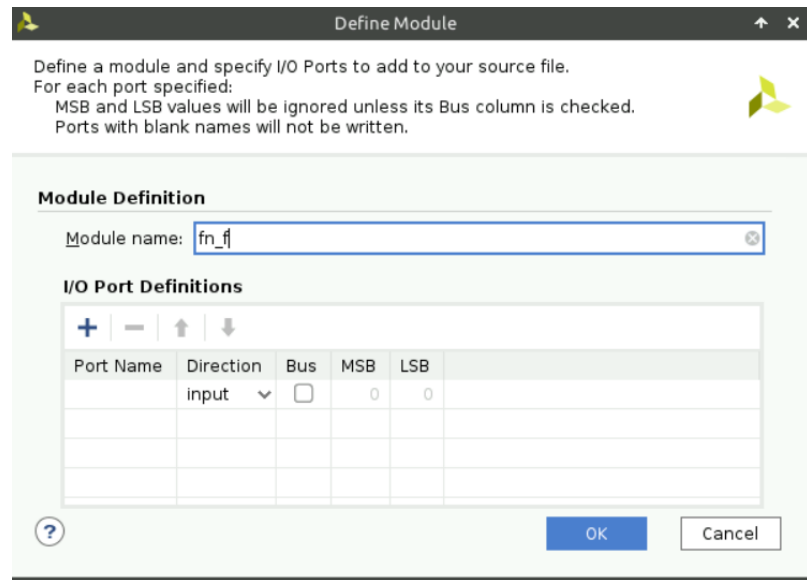 Define Module
Define a module and specify I/O Ports to add to your source file.
For each port specified:
MSB and LSB values will be ignored unless its Bus column is checked.
Ports with blank names will not be written.
Module Definition
Module name: fn_f
I/O Port Definitions
Port Name Direction Bus MSB LSB
input 0 0
? OK Cancel